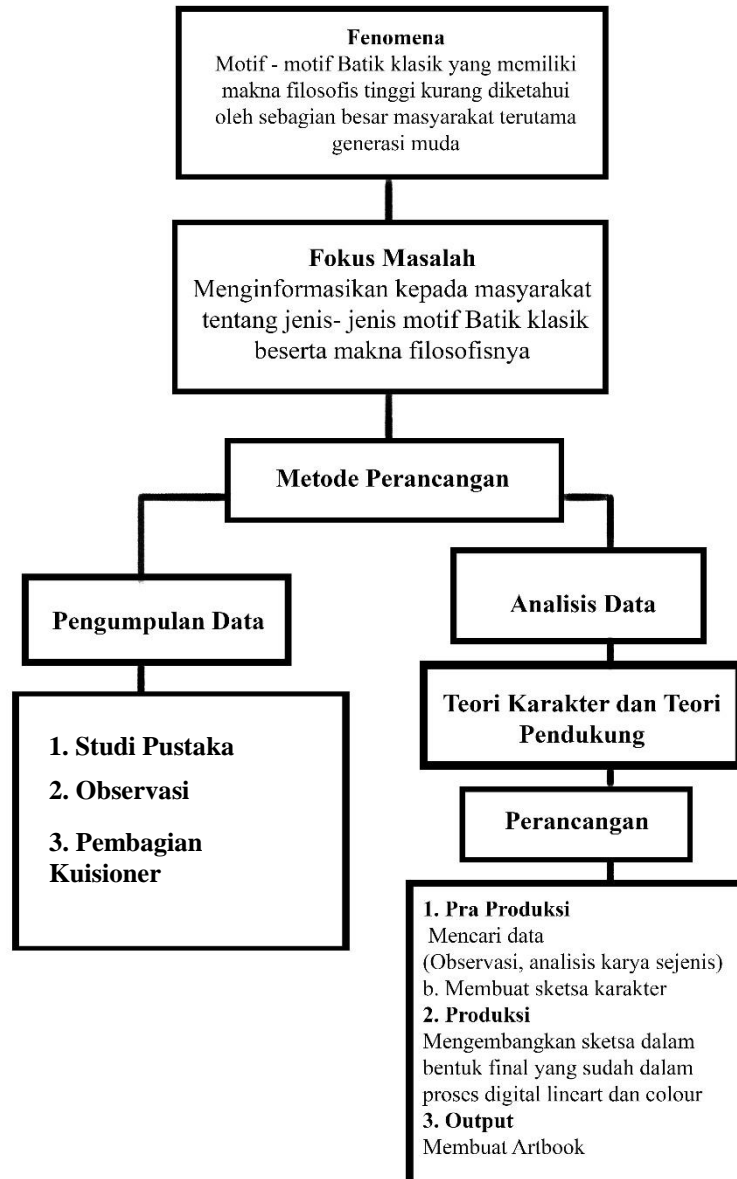 Fenomena
Motif - motif Batik klasik yang memiliki
makna filosofis tinggi kurang diketahui
oleh sebagian besar masyarakat terutama
generasi muda
Fokus Masalah
Menginformasikan kepada masyarakat
tentang jenis- jenis motif Batik klasik
beserta makna filosofisnya
Metode Perancangan
Pengumpulan Data
1. Studi Pustaka
2. Observasi
3. Pembagian
Kuisioner
Analisis Data
Teori Karakter dan Teori
Pendukung
Perancangan
1. Pra Produksi
Mencari data
(Observasi, analisis karya sejenis)
b. Membuat sketsa karakter
2. Produksi
Mengembangkan sketsa dalam
bentuk final yang sudah dalam
proses digital lineart dan colour
3. Output
Membuat Artbook